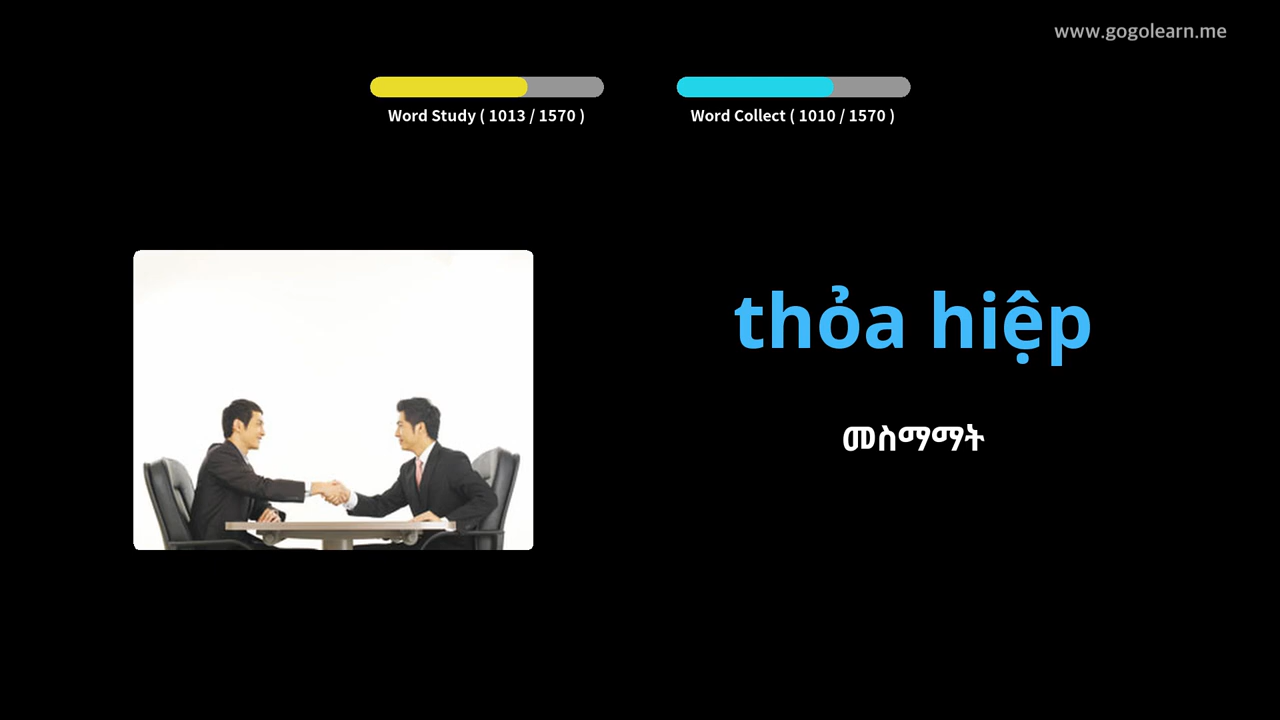 www.gogolearn.me
Word Study ( 1013 / 1570 )
Word Collect ( 1010 / 1570 )
thỏa hiệp
መስማማት